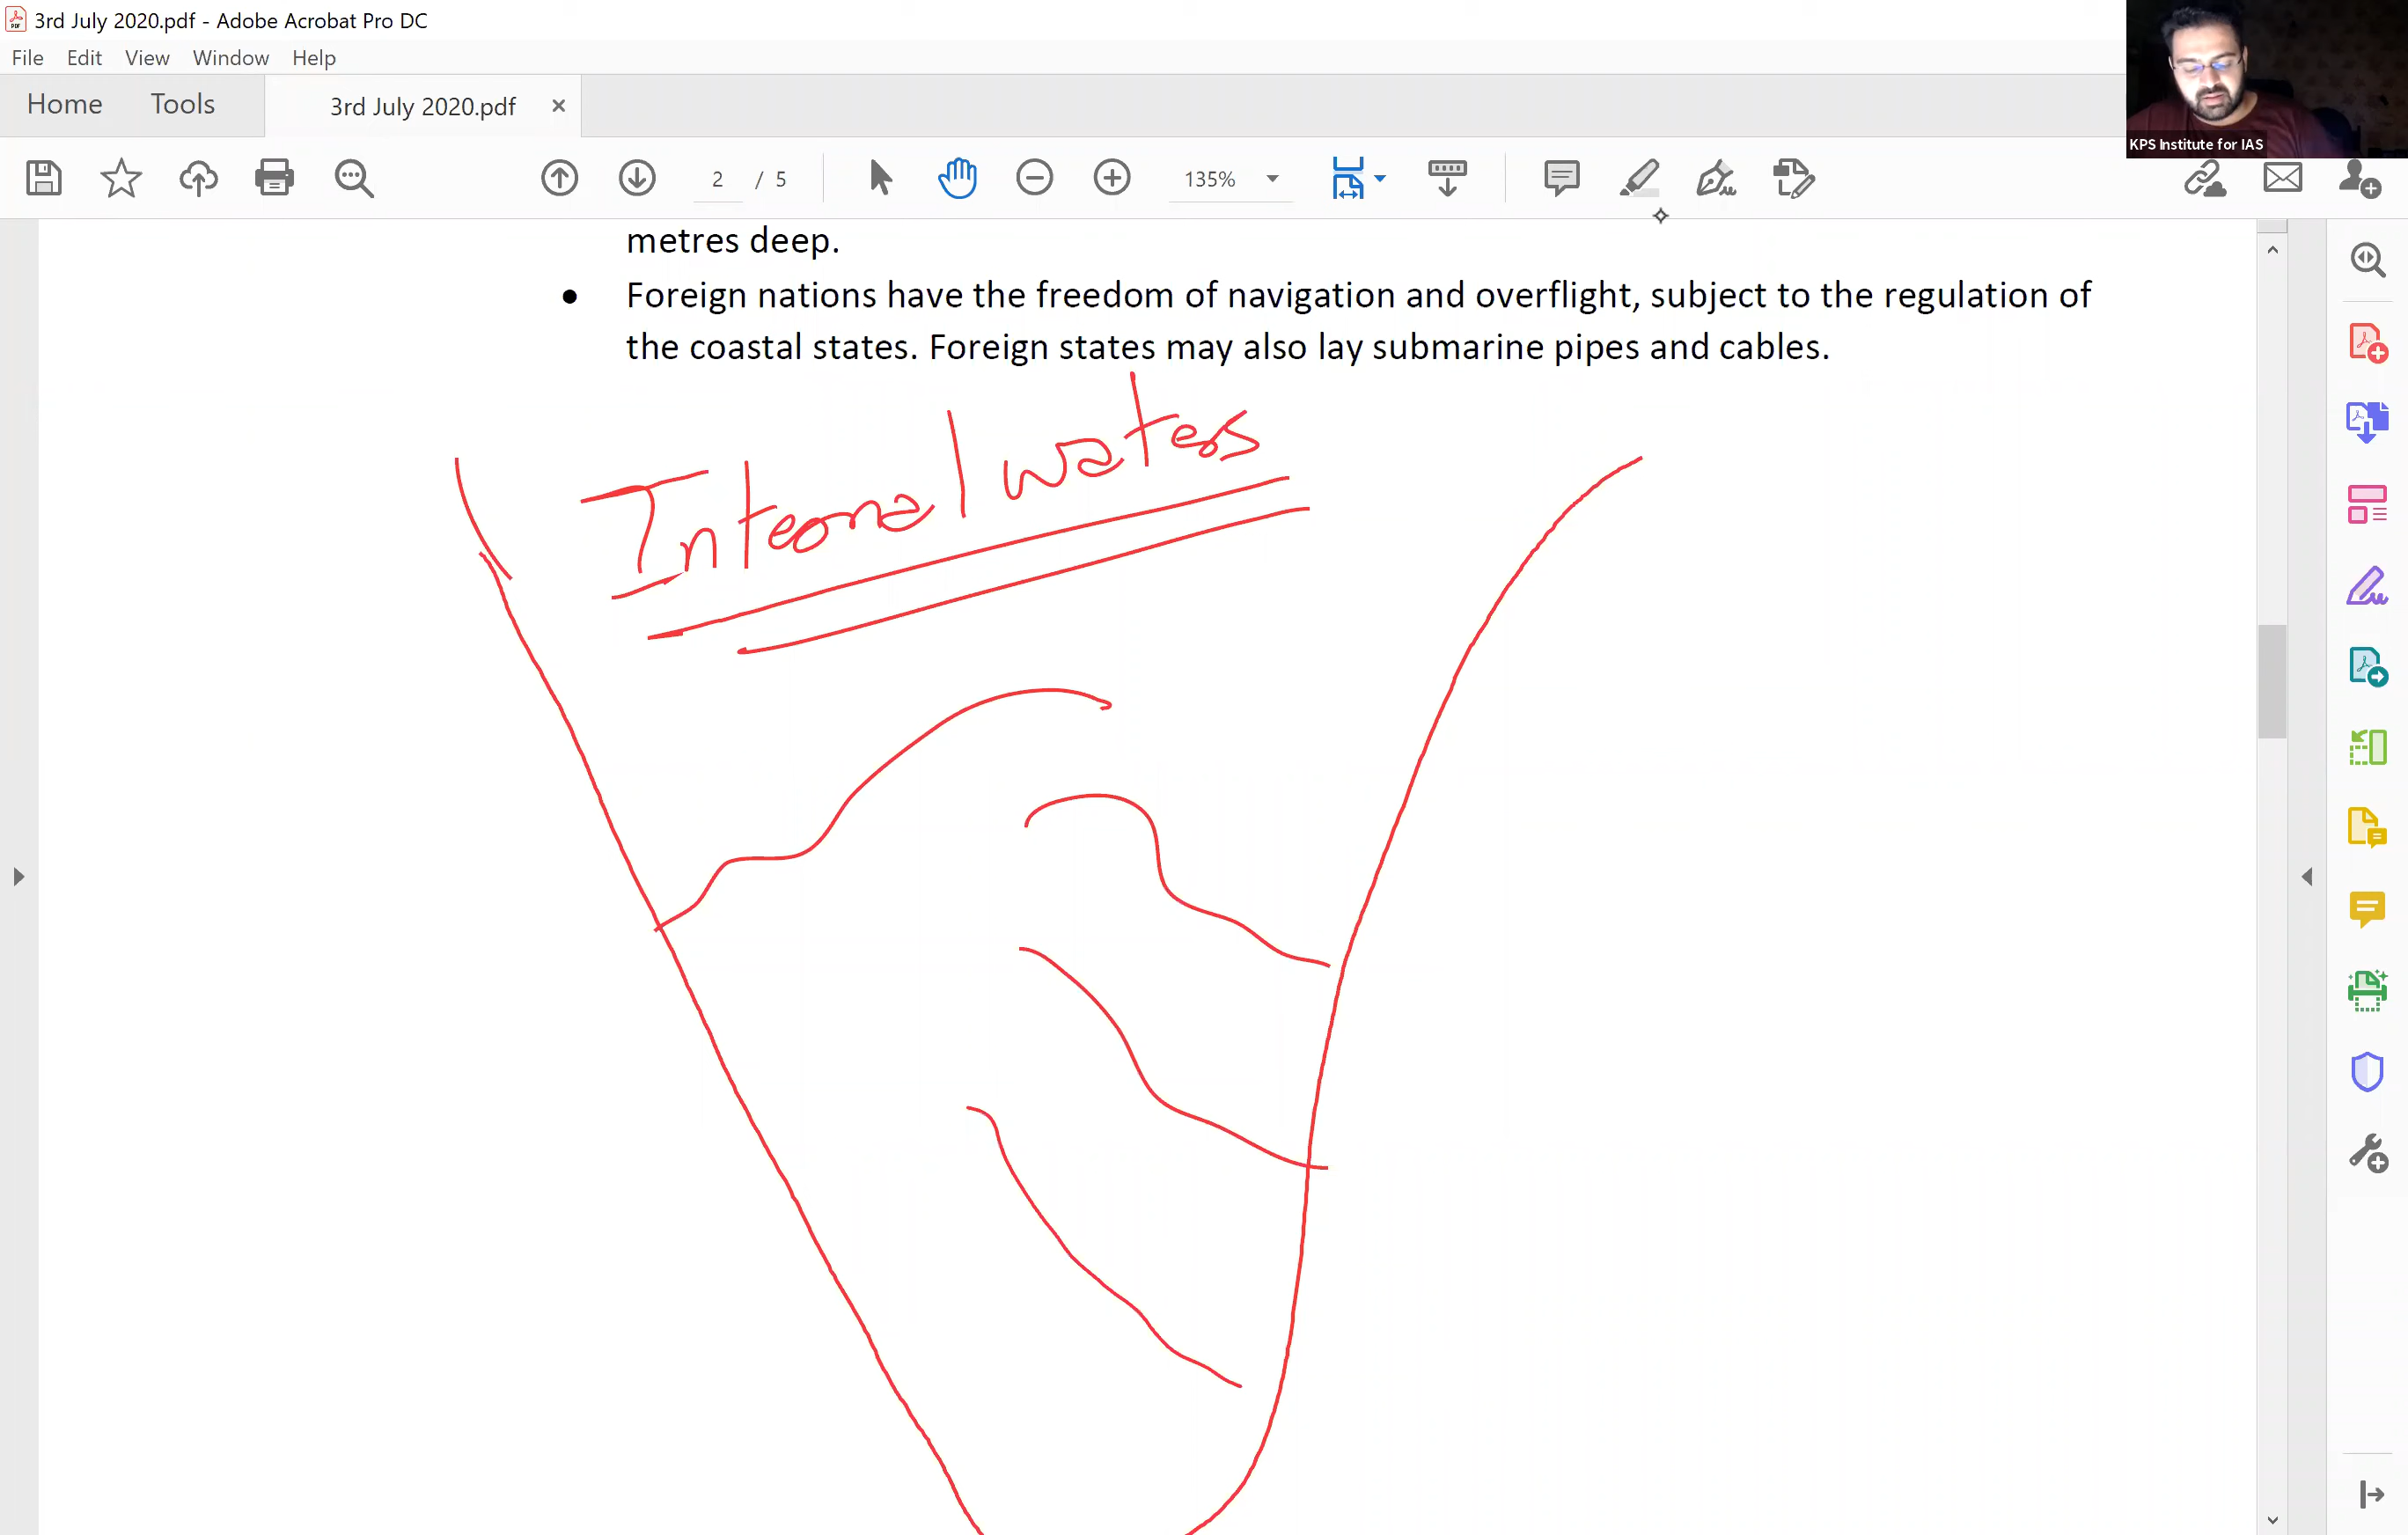 3rd July 2020.pdf - Adobe Acrobat Pro DC
File Edit View Window Help
Home Tools 3rd July 2020.pdf ×
KPS Institute for IAS
2 / 5 135%
metres deep.
● Foreign nations have the freedom of navigation and overflight, subject to the regulation of
the coastal states. Foreign states may also lay submarine pipes and cables.
Internal waters